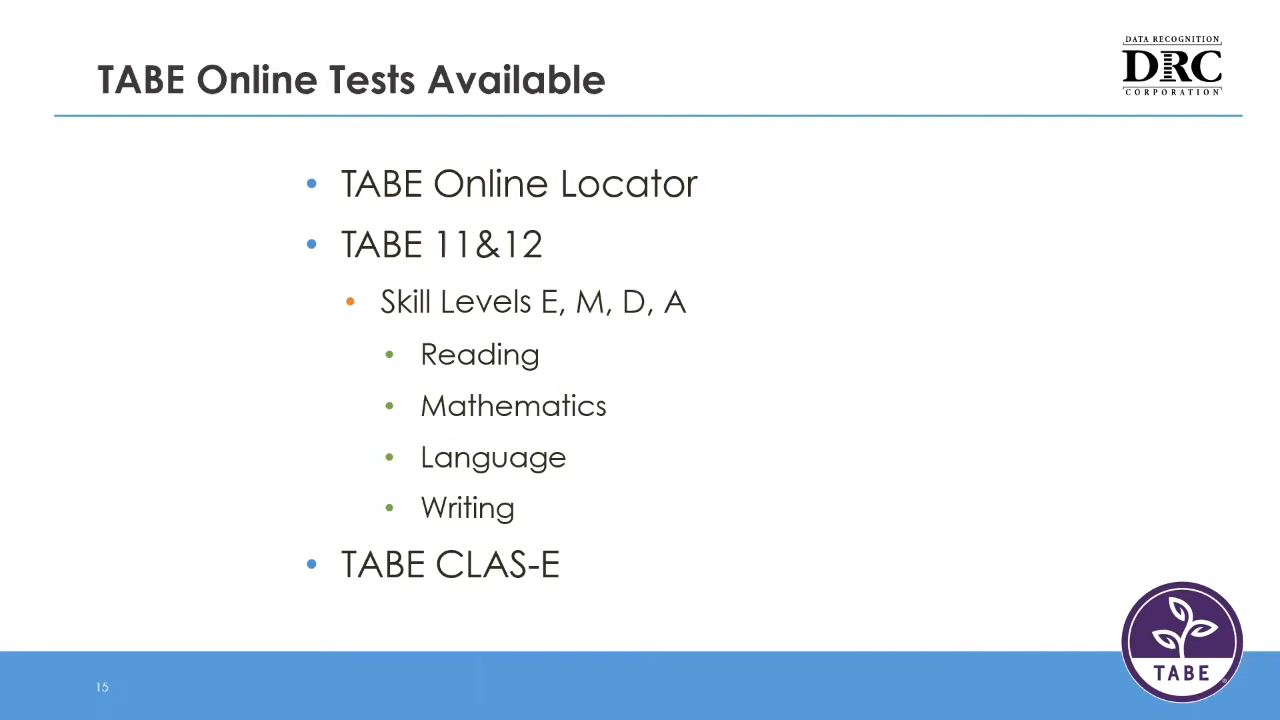 TABE Online Tests Available
DATA RECOGNITION
DRC
CORPORATION
• TABE Online Locator
• TABE 11&12
• Skill Levels E, M, D, A
• Reading
• Mathematics
• Language
• Writing
• TABE CLAS-E
15
TABE®